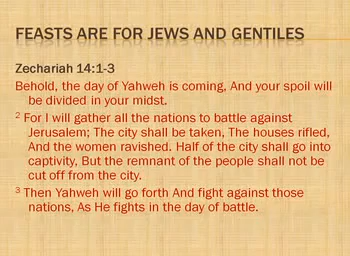 FEASTS ARE FOR JEWS AND GENTILES
Zechariah 14:1-3
Behold, the day of Yahweh is coming, And your spoil will
be divided in your midst.
2 For I will gather all the nations to battle against
Jerusalem; The city shall be taken, The houses rifled,
And the women ravished. Half of the city shall go into
captivity, But the remnant of the people shall not be
cut off from the city.
3 Then Yahweh will go forth And fight against those
nations, As He fights in the day of battle.